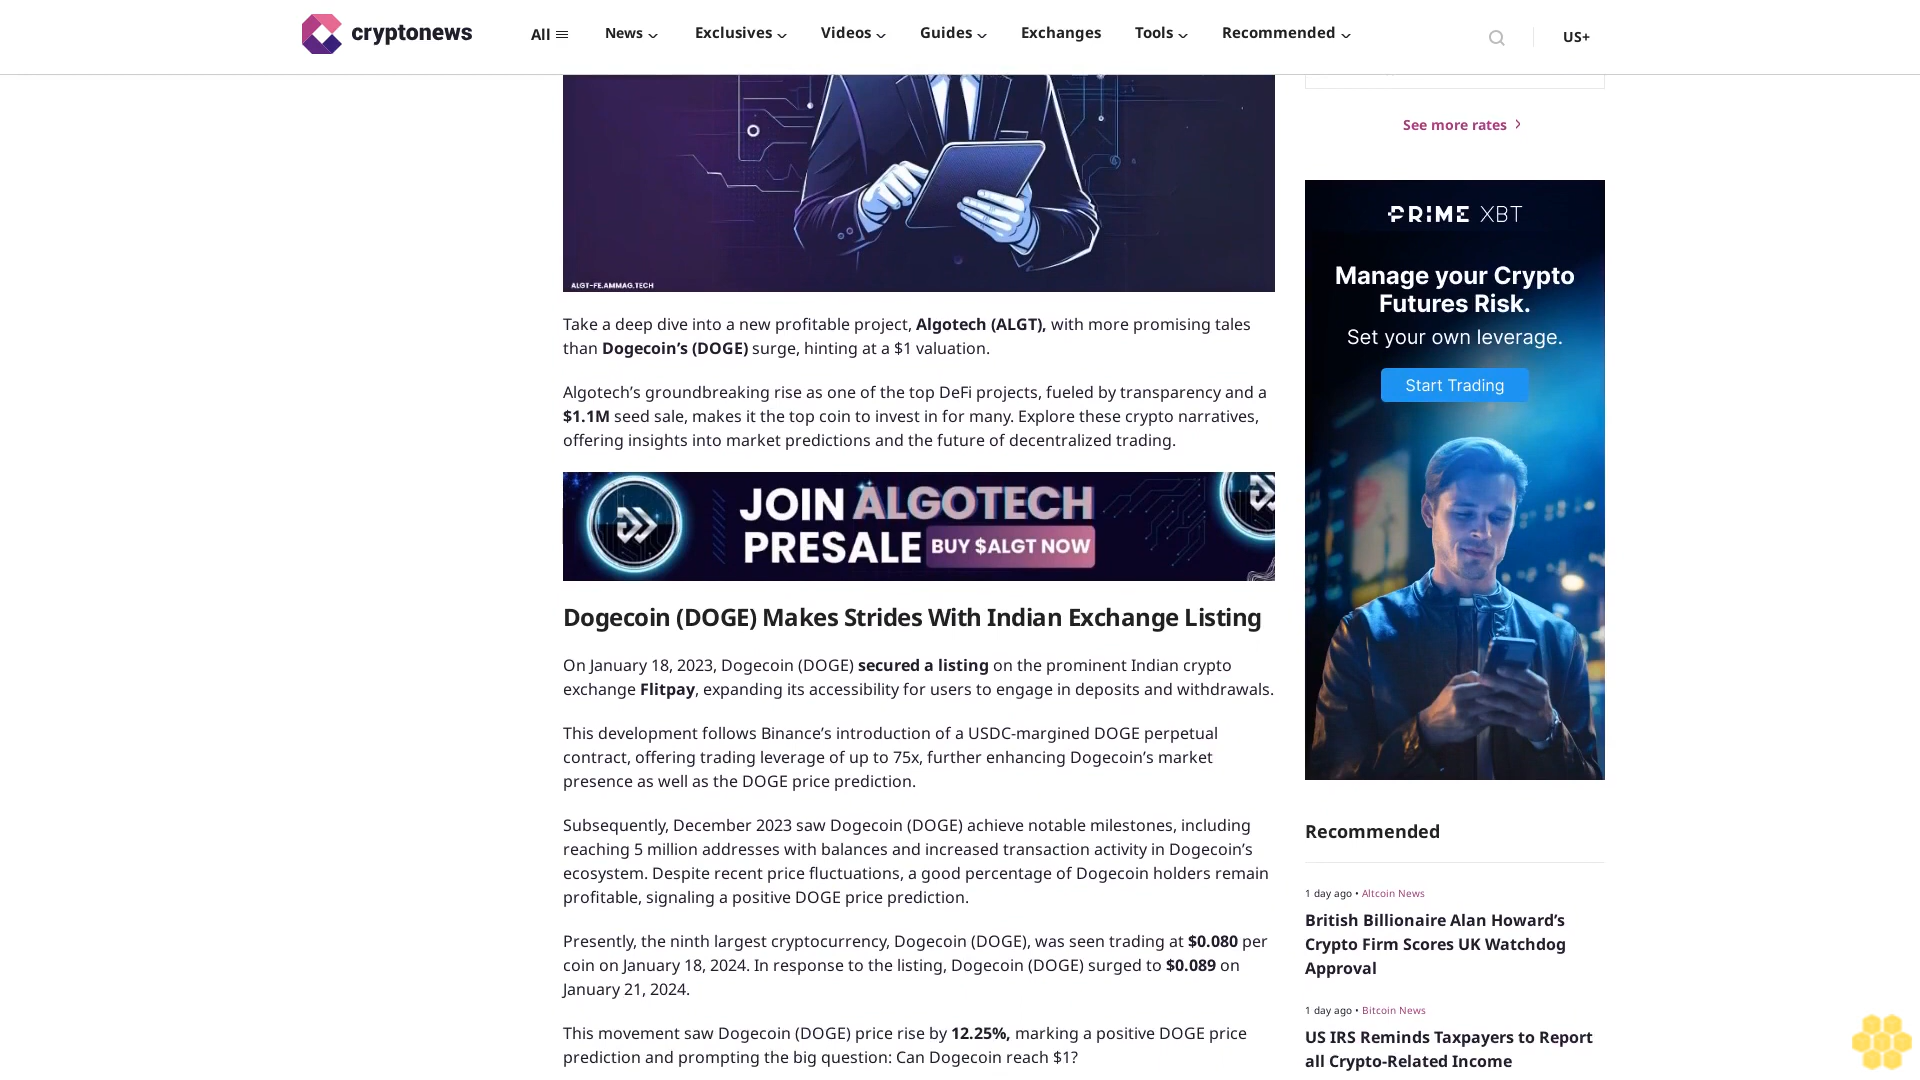 cryptonews
All
News
Exclusives
Videos
Guides
Exchanges
Tools
Recommended
US+
ALGT-FE.AMMAG.TECH
Take a deep dive into a new profitable project, Algotech (ALGT), with more promising tales
than Dogecoin’s (DOGE) surge, hinting at a $1 valuation.
Algotech’s groundbreaking rise as one of the top DeFi projects, fueled by transparency and a
$1.1M seed sale, makes it the top coin to invest in for many. Explore these crypto narratives,
offering insights into market predictions and the future of decentralized trading.
JOIN ALGOTECH
PRESALE BUY $ALGT NOW
Dogecoin (DOGE) Makes Strides With Indian Exchange Listing
On January 18, 2023, Dogecoin (DOGE) secured a listing on the prominent Indian crypto
exchange Flitpay, expanding its accessibility for users to engage in deposits and withdrawals.
This development follows Binance’s introduction of a USDC-margined DOGE perpetual
contract, offering trading leverage of up to 75x, further enhancing Dogecoin’s market
presence as well as the DOGE price prediction.
Subsequently, December 2023 saw Dogecoin (DOGE) achieve notable milestones, including
reaching 5 million addresses with balances and increased transaction activity in Dogecoin’s
ecosystem. Despite recent price fluctuations, a good percentage of Dogecoin holders remain
profitable, signaling a positive DOGE price prediction.
Presently, the ninth largest cryptocurrency, Dogecoin (DOGE), was seen trading at $0.080 per
coin on January 18, 2024. In response to the listing, Dogecoin (DOGE) surged to $0.089 on
January 21, 2024.
This movement saw Dogecoin (DOGE) price rise by 12.25%, marking a positive DOGE price
prediction and prompting the big question: Can Dogecoin reach $1?
See more rates
PRIME XBT
Manage your Crypto
Futures Risk.
Set your own leverage.
Start Trading
Recommended
1 day ago • Altcoin News
British Billionaire Alan Howard’s
Crypto Firm Scores UK Watchdog
Approval
1 day ago • Bitcoin News
US IRS Reminds Taxpayers to Report
all Crypto-Related Income